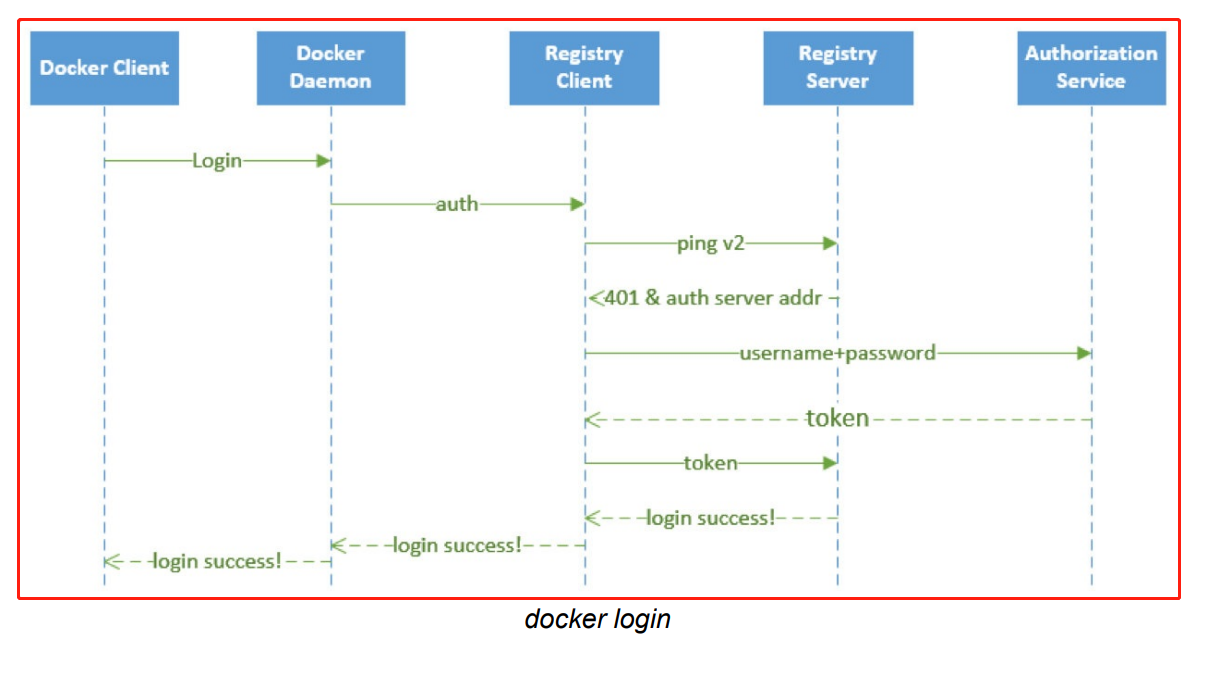 Docker Client
Docker
Daemon
Registry
Client
Registry
Server
Authorization
Service
Login
auth
ping v2
401 & auth server addr
username+password
token
token
login success!
login success!
login success!
docker login